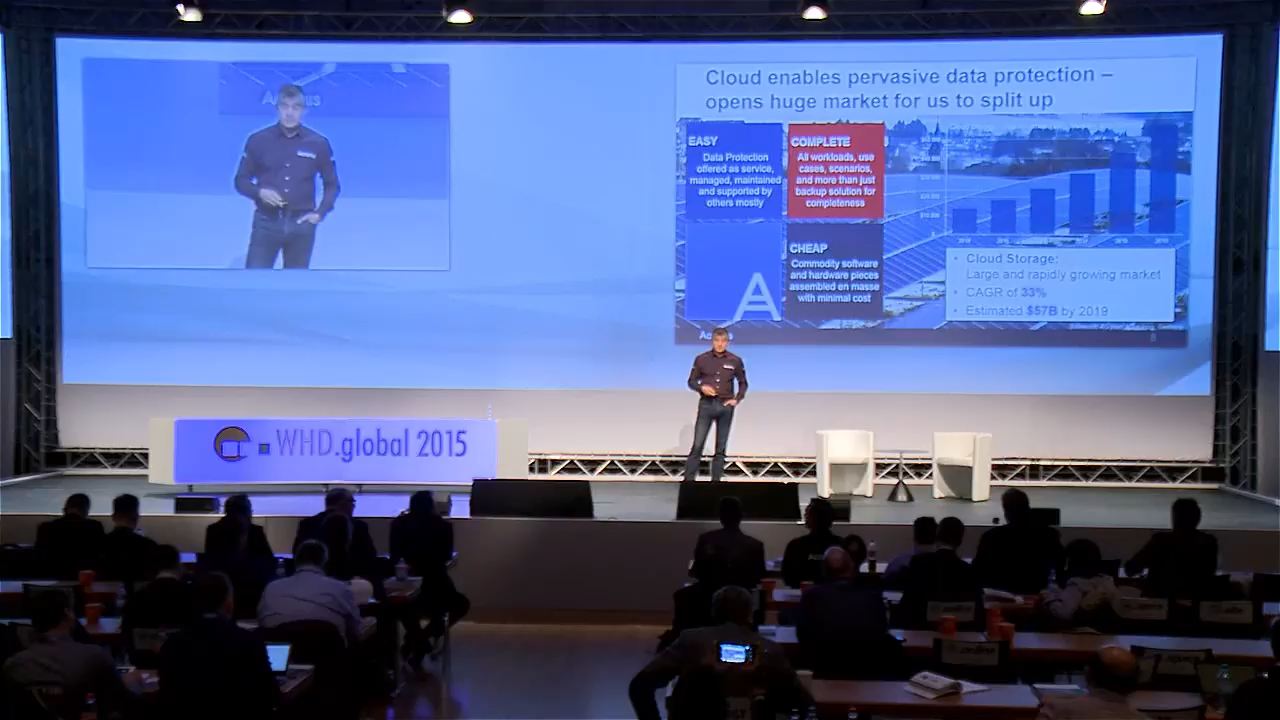 Cloud enables pervasive data protection –
opens huge market for us to split up
EASY
Data Protection
offered as service,
managed, maintained
and supported by
others mostly
COMPLETE
All workloads, use
cases, scenarios,
and more than just
backup solution for
completeness
A
CHEAP
Commodity software
and hardware pieces
assembled en masse
with minimal cost
• Cloud Storage:
Large and rapidly growing market
• CAGR of 33%
• Estimated $57B by 2019
WHD.global 2015